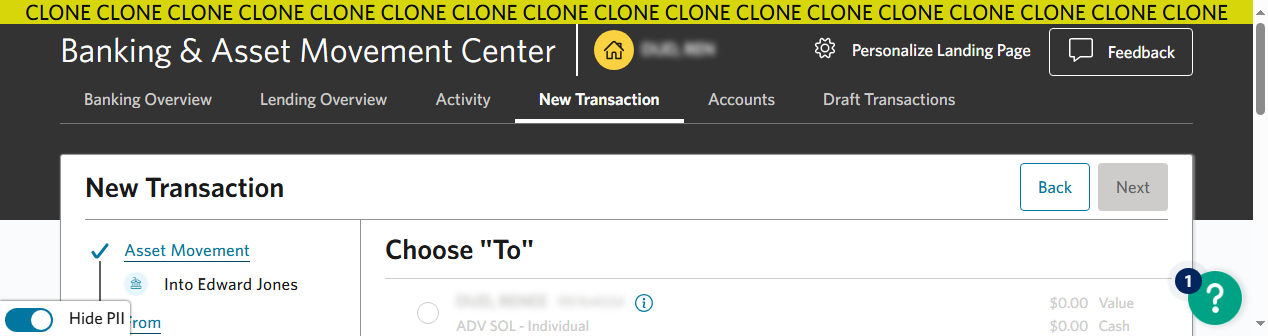 CLONE CLONE CLONE CLONE CLONE CLONE CLONE CLONE CLONE CLONE CLONE CLONE CLONE CLONE CLONE CLONE CLONE
Banking & Asset Movement Center
Personalize Landing Page
Feedback
Banking Overview Lending Overview Activity New Transaction Accounts Draft Transactions
New Transaction
Back Next
Asset Movement
Into Edward Jones
Hide PII
From
Choose "To"
$0.00 Value
ADV SOL - Individual
$0.00 Cash
1
?